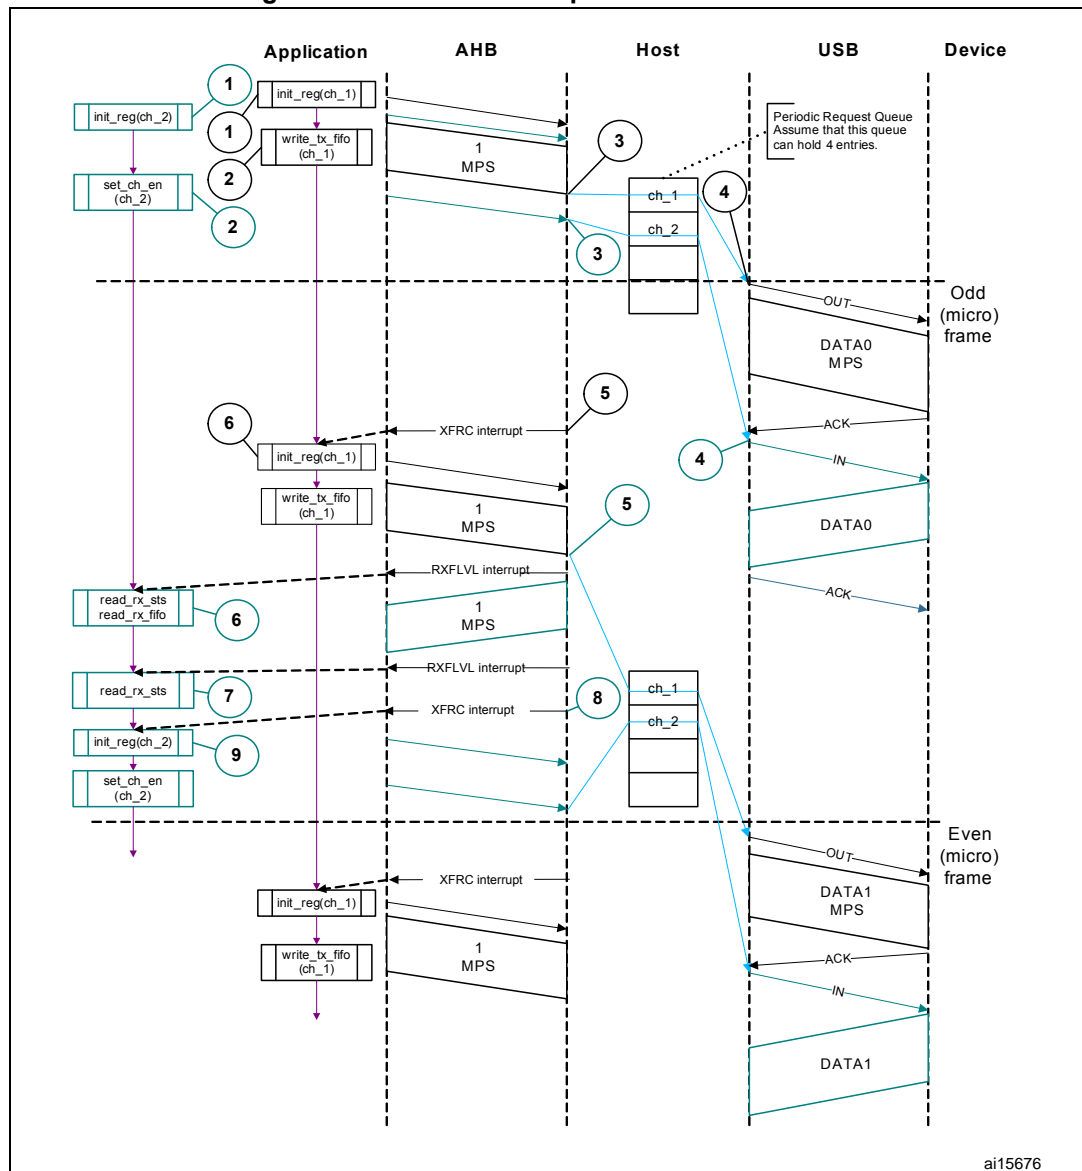 Application
AHB
Host
USB
Device
1
init_reg(ch_2)
1
init_reg(ch_1)
Periodic Request Queue
Assume that this queue
can hold 4 entries.
2
write_tx_fifo
(ch_1)
1
MPS
3
set_ch_en
(ch_2)
2
ch_1
ch_2
4
3
Odd
(micro)
frame
OUT
DATA0
MPS
5
6
XFRC interrupt
ACK
init_reg(ch_1)
4
IN
write_tx_fifo
(ch_1)
1
MPS
5
DATA0
RXFLVL interrupt
ACK
read_rx_sts
read_rx_fifo
6
1
MPS
RXFLVL interrupt
read_rx_sts
7
XFRC interrupt
8
ch_1
ch_2
init_reg(ch_2)
9
set_ch_en
(ch_2)
Even
(micro)
frame
OUT
XFRC interrupt
init_reg(ch_1)
DATA1
MPS
write_tx_fifo
(ch_1)
1
MPS
ACK
IN
DATA1
ai15676